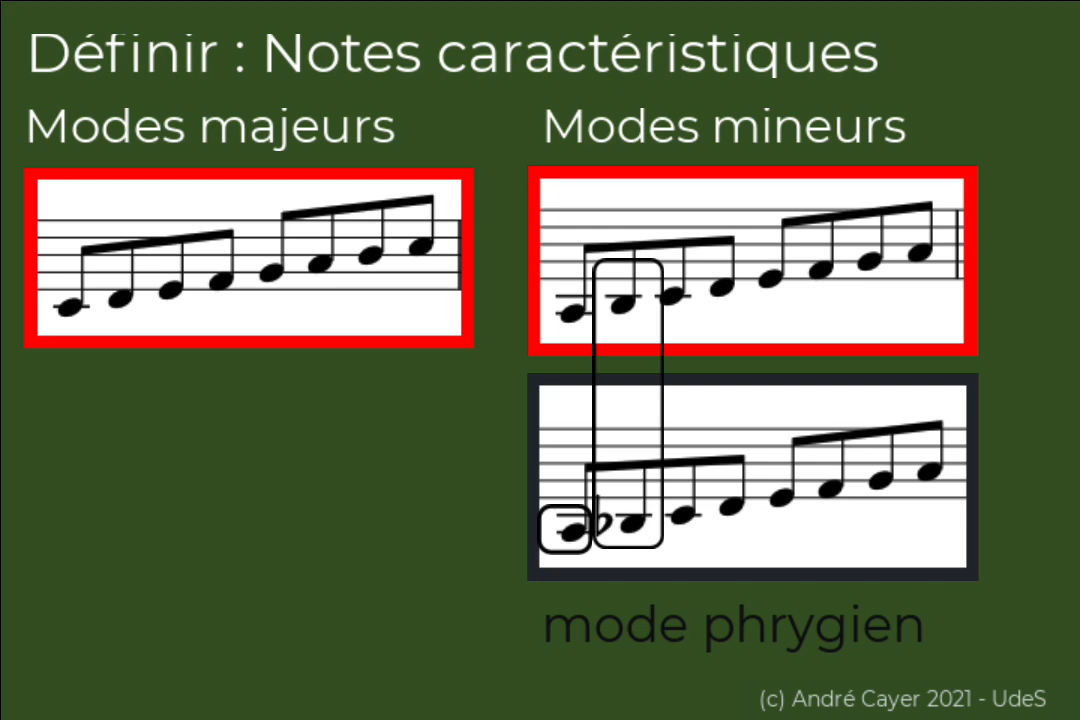 Définir : Notes caractéristiques
Modes majeurs
Modes mineurs
mode phrygien
(c) André Cayer 2021 - UdeS